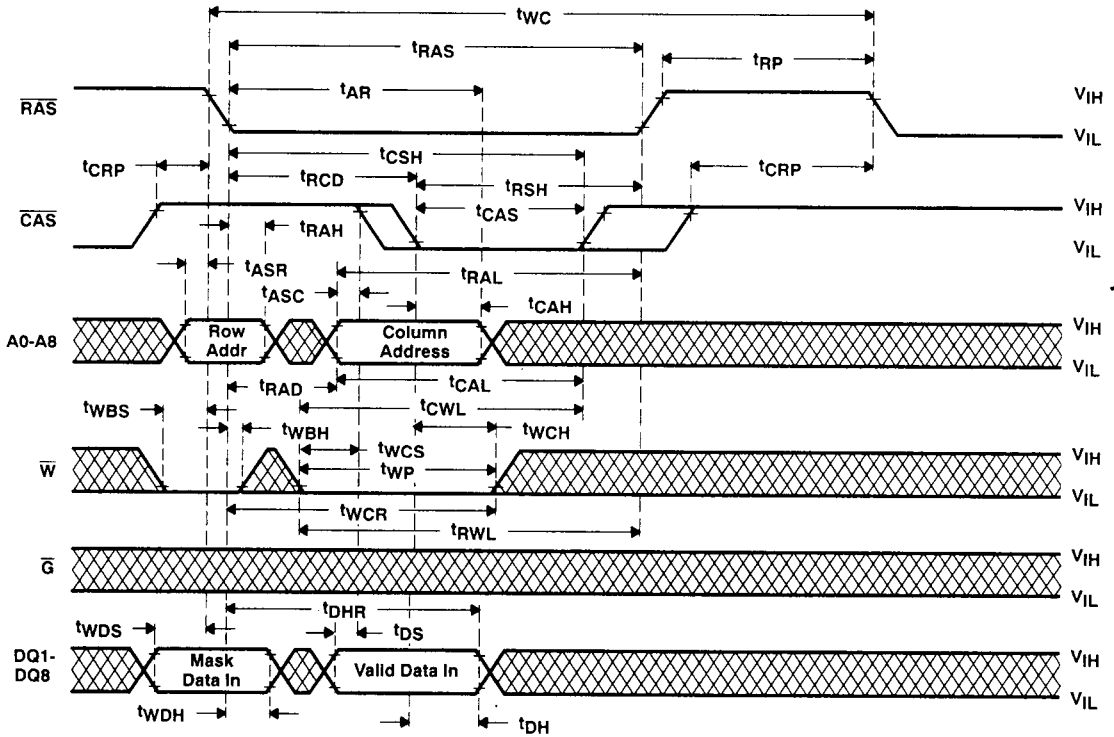 tWC
tRAS
tRP
tAR
RAS
VIH
VIL
tCSH
tCRP
tRCD
tRSH
tCRP
CAS
tCAS
VIH
tRAH
VIL
tASR
tRAL
tASC
tCAH
A0-A8
Row
Addr
Column
Address
VIH
VIL
tRAD
tCAL
tWBS
tCWL
tWBH
tWCS
tWCH
W
tWP
VIH
VIL
tWCR
tRWL
G
VIH
VIL
tDHR
tWDS
tDS
DQ1-
DQ8
Mask
Data In
Valid Data In
VIH
VIL
tWDH
tDH